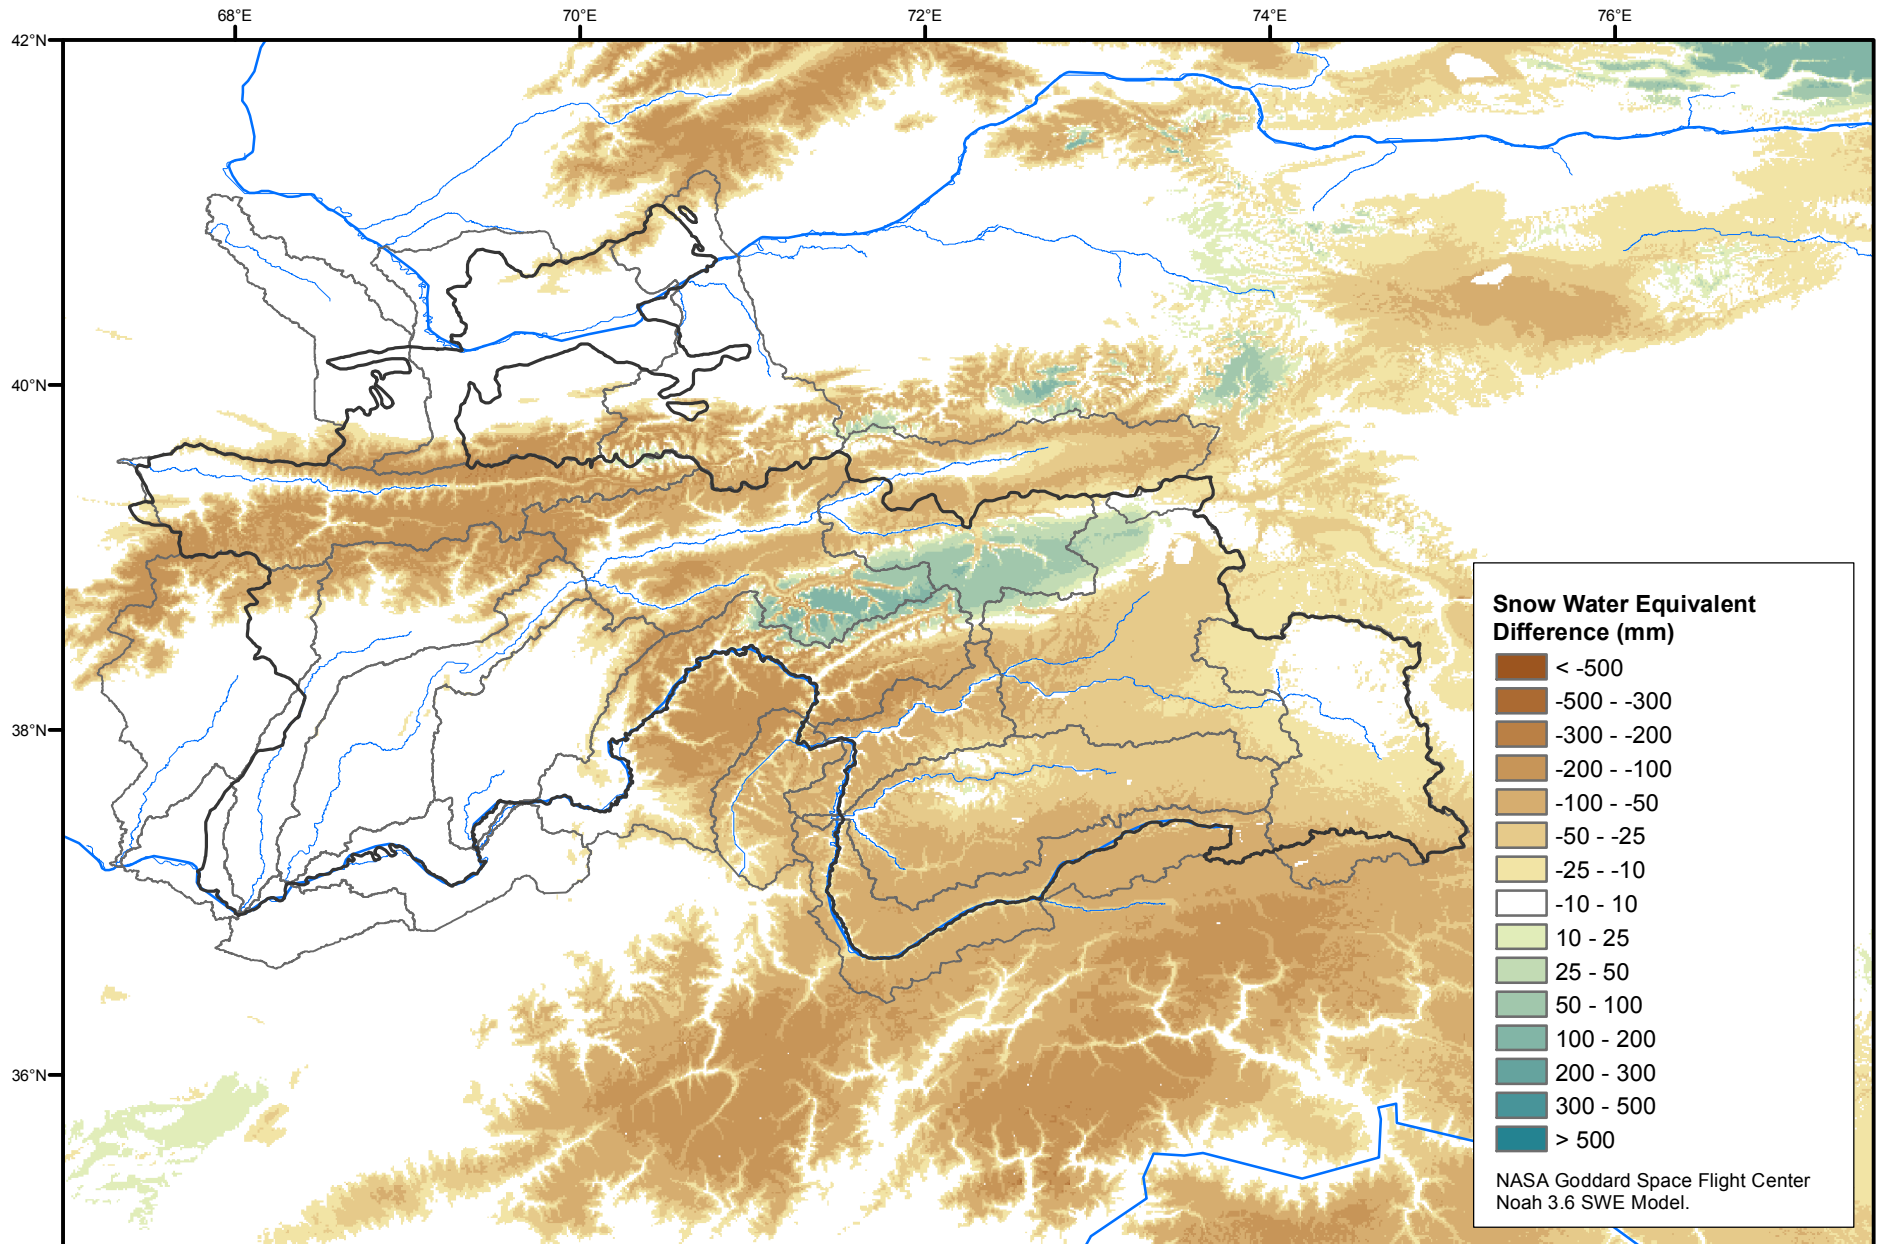 68°E 70°E 72°E 74°E 76°E
42°N
40°N
38°N
36°N
Snow Water Equivalent
Difference (mm)
< -500
-500 - -300
-300 - -200
-200 - -100
-100 - -50
-50 - -25
-25 - -10
-10 - 10
10 - 25
25 - 50
50 - 100
100 - 200
200 - 300
300 - 500
> 500
NASA Goddard Space Flight Center
Noah 3.6 SWE Model.